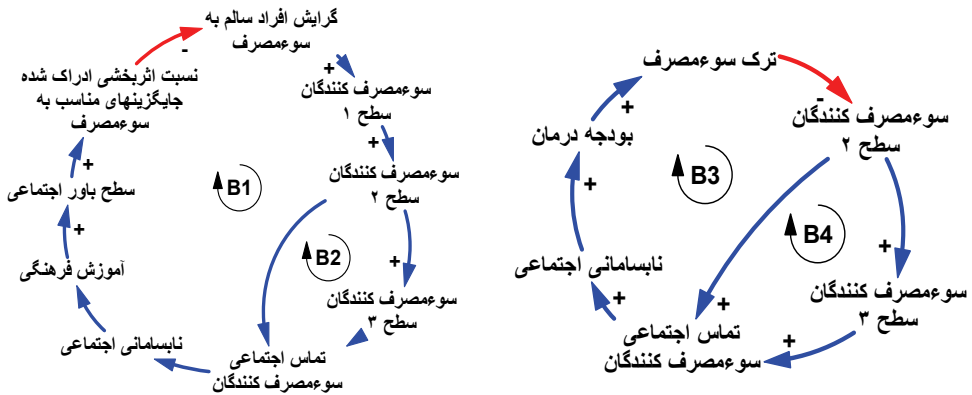 گرایش افراد سالم به
سوءمصرف
-
+
نسبت اثربخشی ادراک شده
جایگزینهای مناسب به
سوءمصرف
سوءمصرف کنندگان
سطح ۱
+
+
سوءمصرف کنندگان
سطح ۲
B1
سطح باور اجتماعی
+
B2
+
آموزش فرهنگی
سوءمصرف کنندگان
سطح ۳
نابسامانی اجتماعی
تماس اجتماعی
سوءمصرف کنندگان
ترک سوءمصرف
-
+
سوءمصرف کنندگان
سطح ۲
بودجه درمان
B3
+
B4
+
نابسامانی اجتماعی
سوءمصرف کنندگان
سطح ۳
+
+
+
تماس اجتماعی
سوءمصرف کنندگان